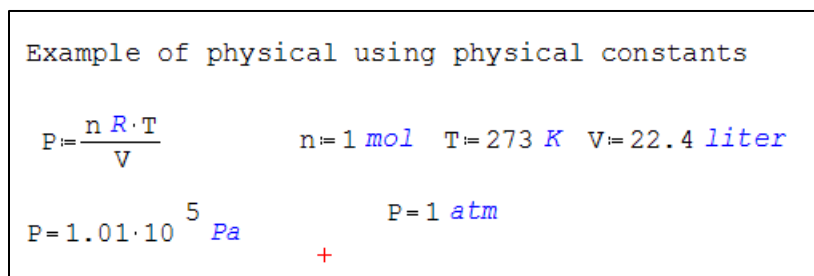 Example of physical using physical constants
P≔(n R·T)/V n≔1 mol T≔273 K V≔22.4 liter
P=1.01·10^5 Pa P=1 atm